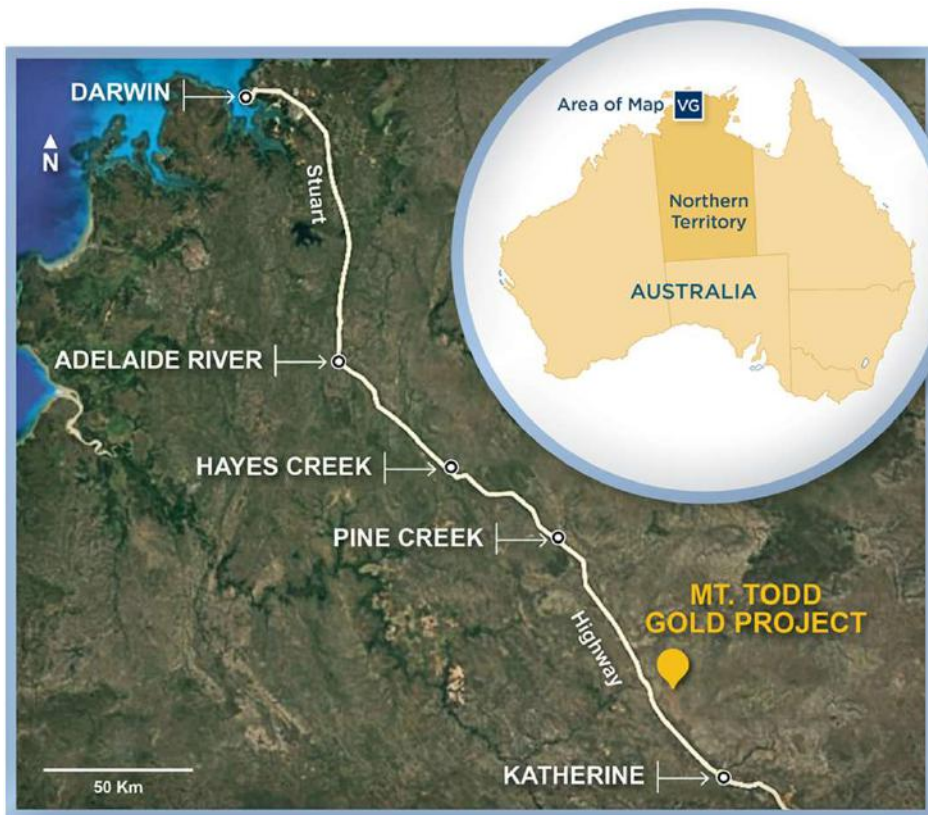 DARWIN
N
Stuart
Area of Map
VG
Northern
Territory
AUSTRALIA
ADELAIDE RIVER
HAYES CREEK
PINE CREEK
MT. TODD
GOLD PROJECT
Highway
KATHERINE
50 Km